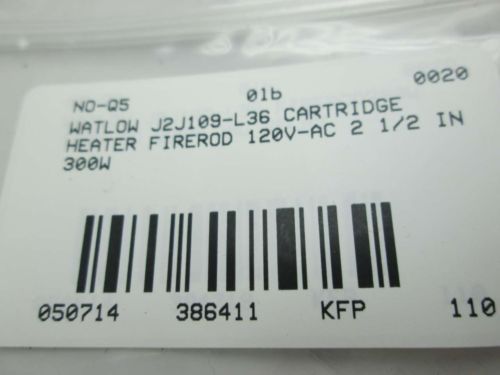 NO-Q5 01b 0020
WATLOW J2J109-L36 CARTRIDGE
HEATER FIREROD 120V-AC 2 1/2 IN
300W
050714 386411 KFP 110